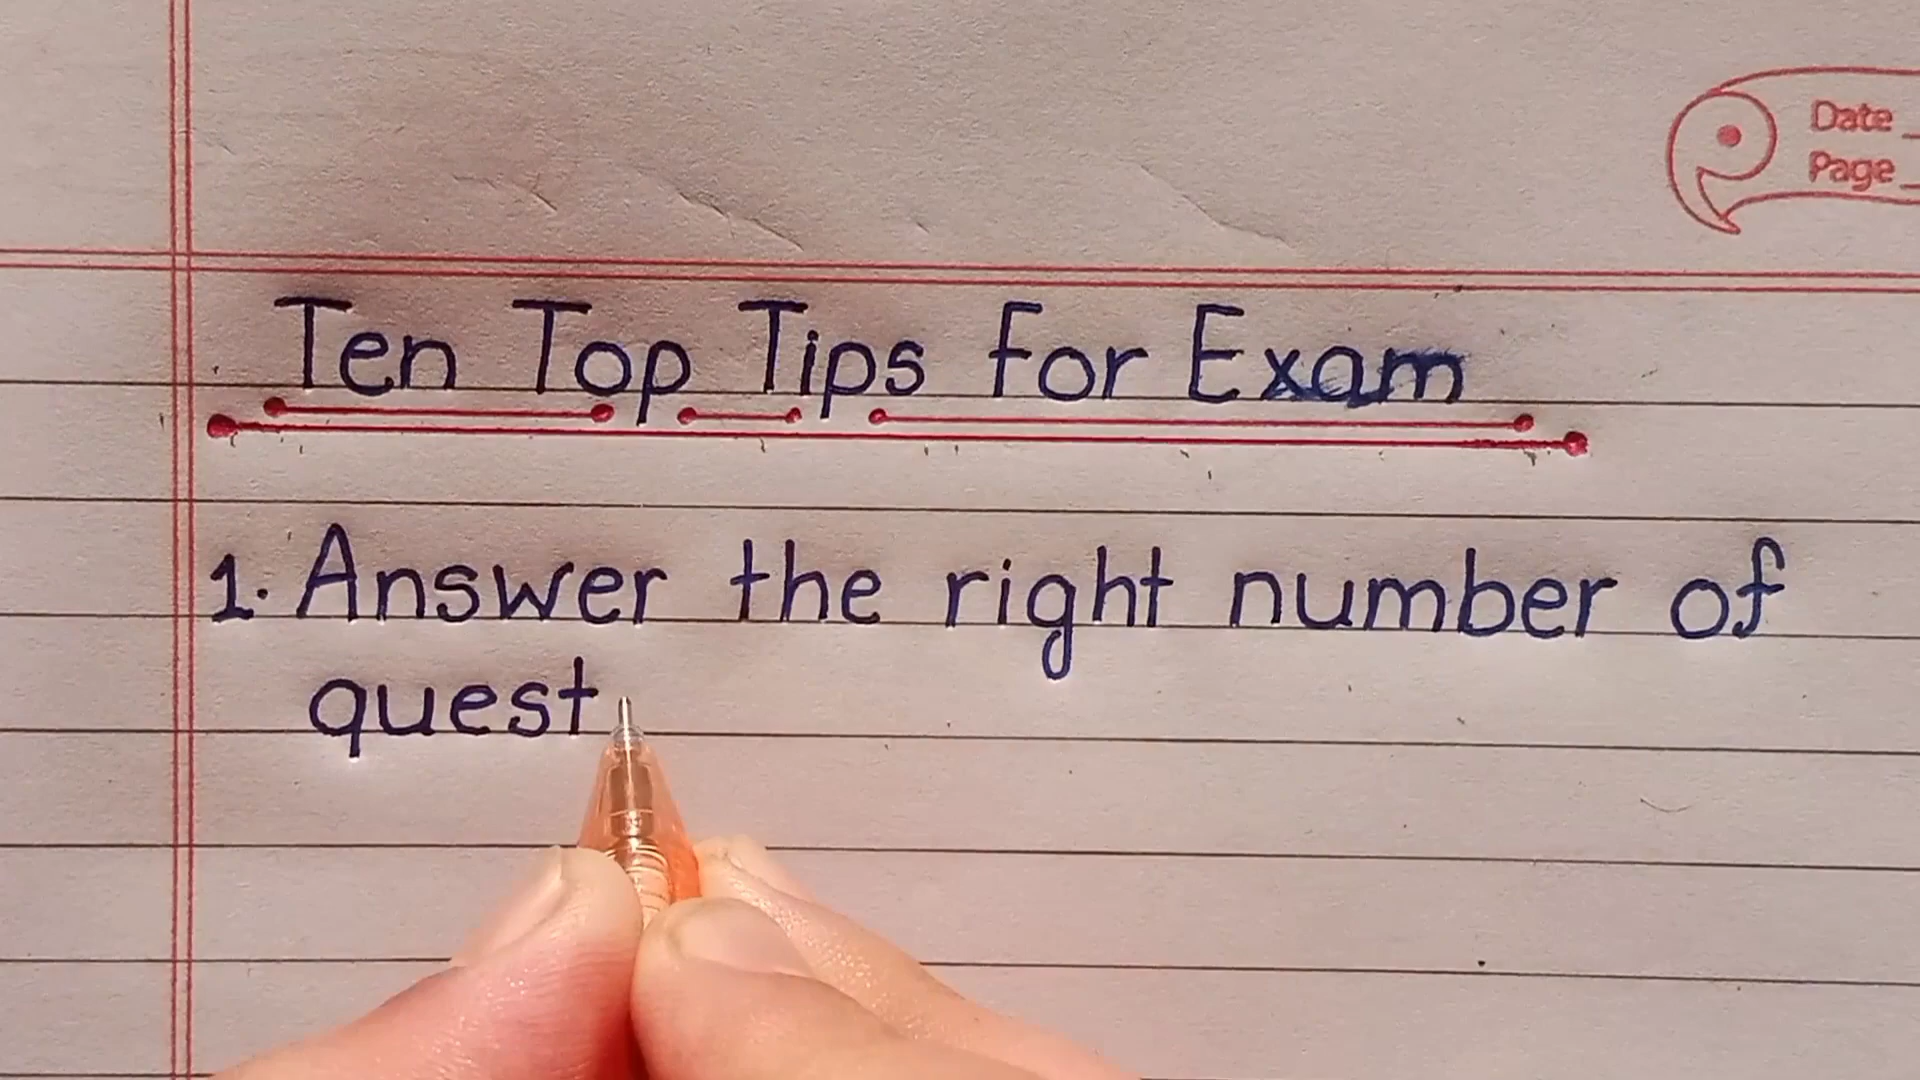 Date
Page
Ten Top Tips for Exam
1. Answer the right number of
quest